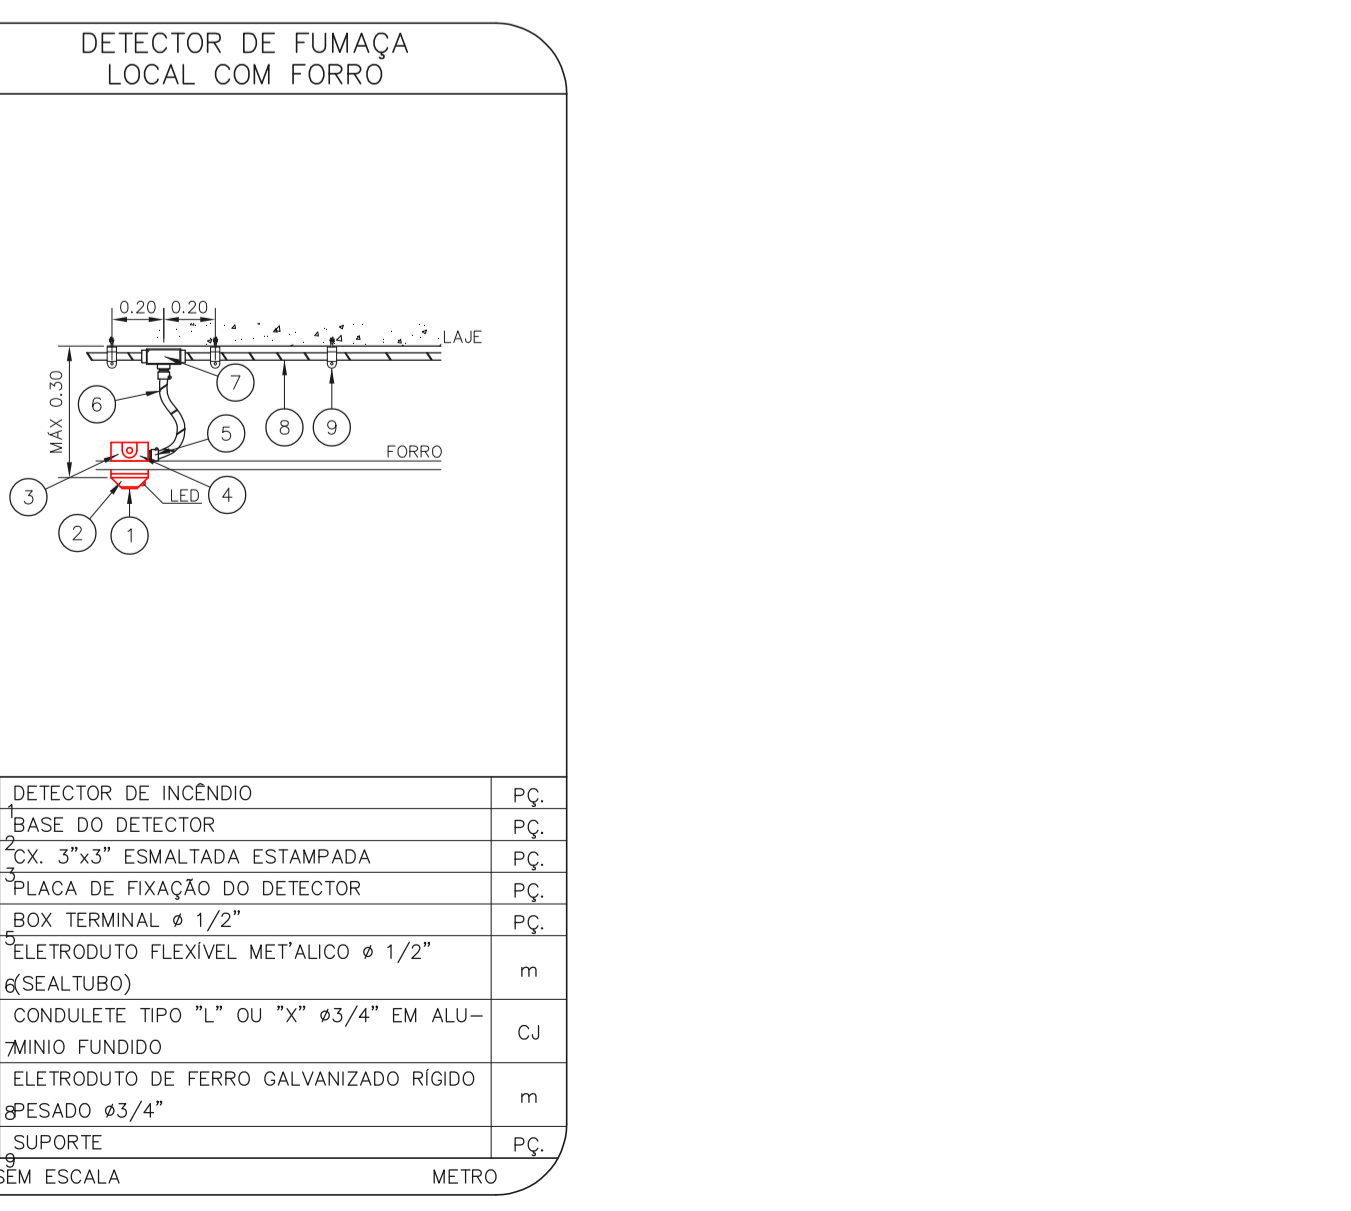 DETECTOR DE FUMAÇA
LOCAL COM FORRO
0.20 0.20
LAJE
MÁX 0.30
7
6
5
8
9
FORRO
3
LED
4
2
1
DETECTOR DE INCÊNDIO PÇ.
1
BASE DO DETECTOR PÇ.
2
CX. 3"x3" ESMALTADA ESTAMPADA PÇ.
3
PLACA DE FIXAÇÃO DO DETECTOR PÇ.
BOX TERMINAL ø 1/2" PÇ.
5
ELETRODUTO FLEXÍVEL MET'ALICO ø 1/2"
m
6 (SEALTUBO)
CONDULETE TIPO "L" OU "X" ø3/4" EM ALU-
CJ
7 MINIO FUNDIDO
ELETRODUTO DE FERRO GALVANIZADO RÍGIDO
m
8 PESADO ø3/4"
SUPORTE PÇ.
9
SEM ESCALA METRO